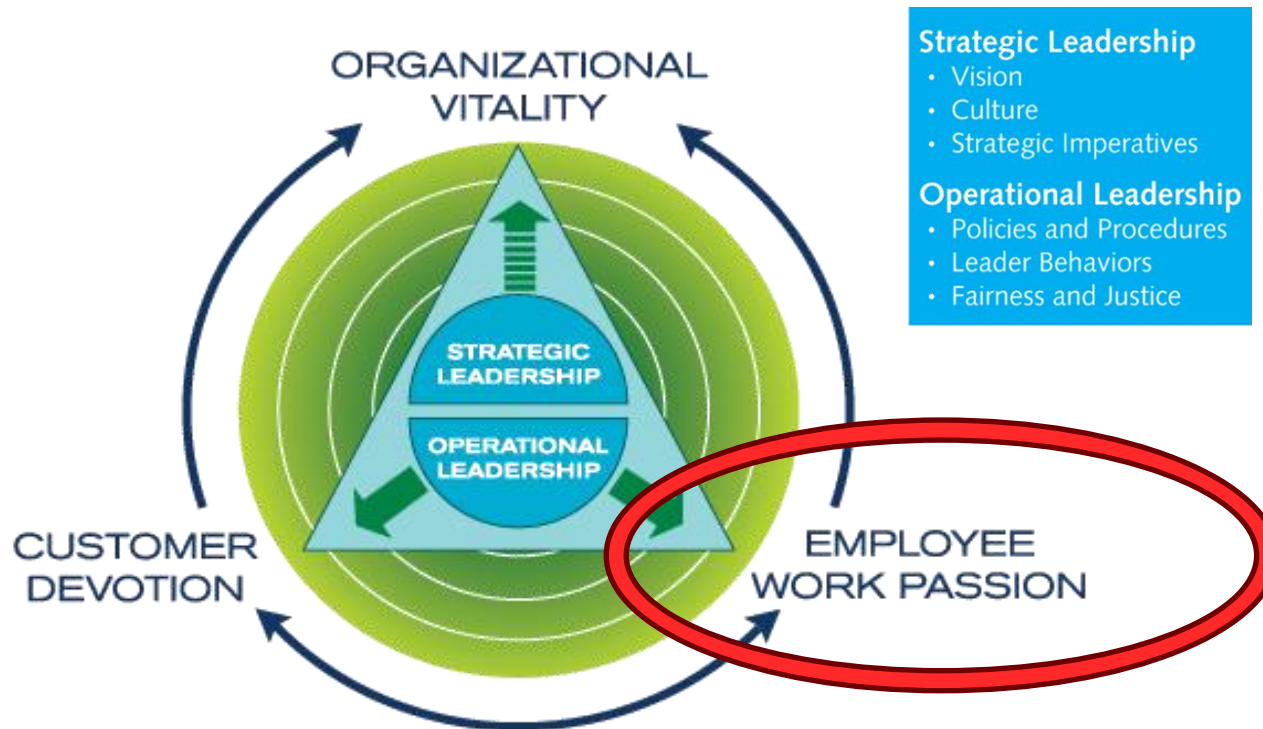 ORGANIZATIONAL
VITALITY
Strategic Leadership
• Vision
• Culture
• Strategic Imperatives
Operational Leadership
• Policies and Procedures
• Leader Behaviors
• Fairness and Justice
STRATEGIC
LEADERSHIP
OPERATIONAL
LEADERSHIP
CUSTOMER
DEVOTION
EMPLOYEE
WORK PASSION